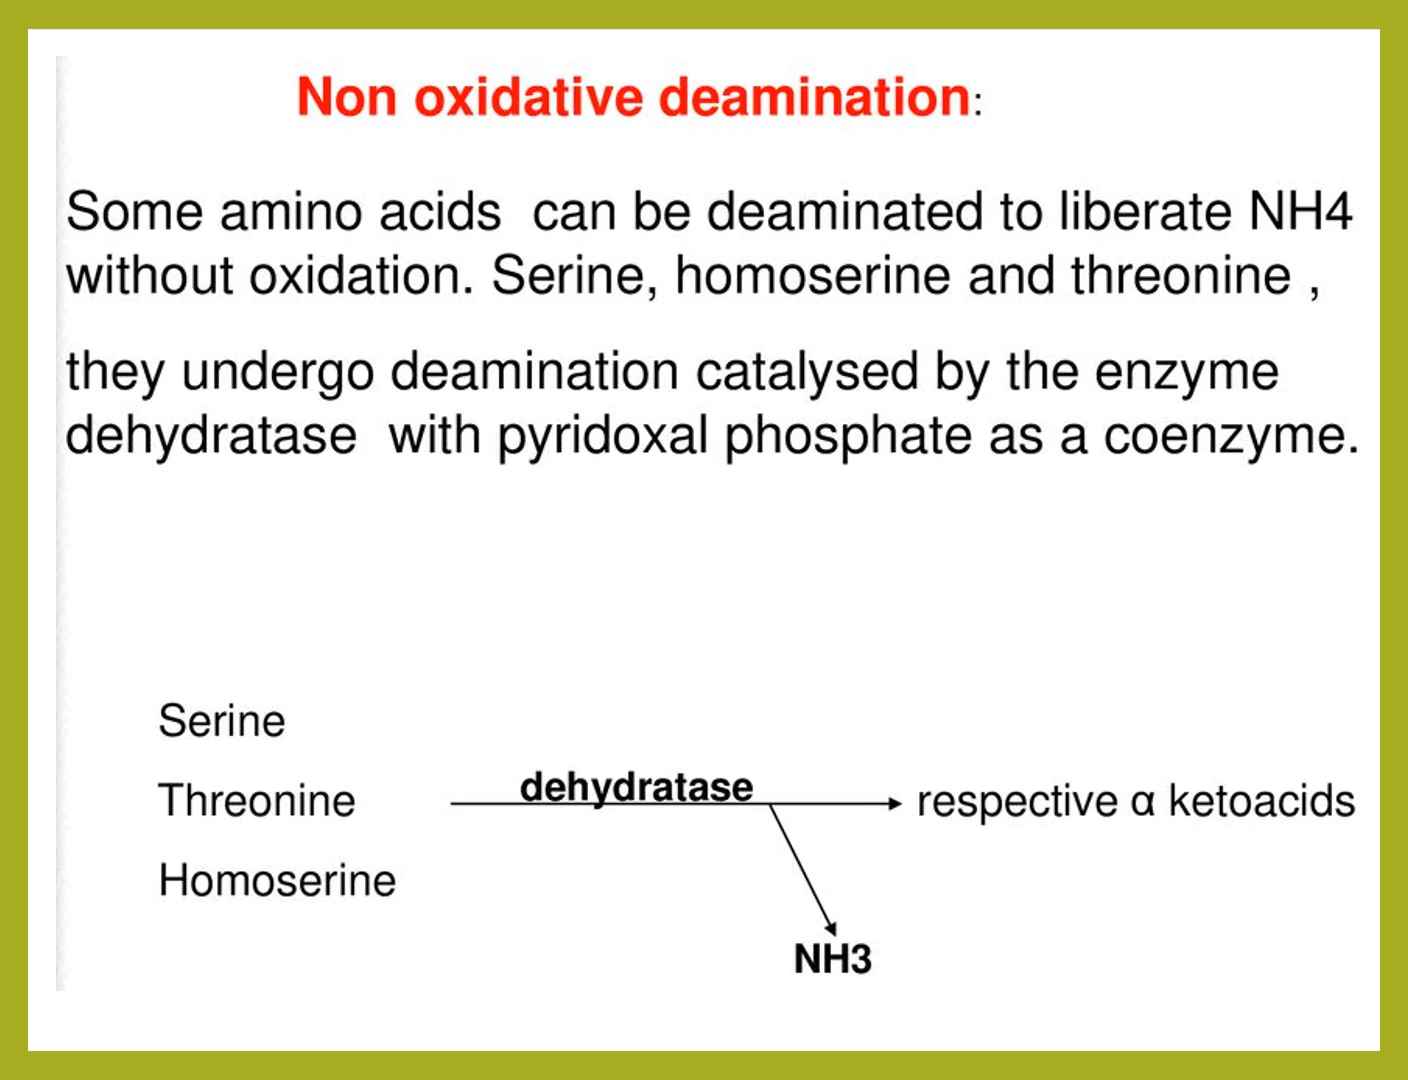 Non oxidative deamination:
Some amino acids can be deaminated to liberate NH4
without oxidation. Serine, homoserine and threonine ,
they undergo deamination catalysed by the enzyme
dehydratase with pyridoxal phosphate as a coenzyme.
Serine
Threonine
dehydratase
respective α ketoacids
Homoserine
NH3